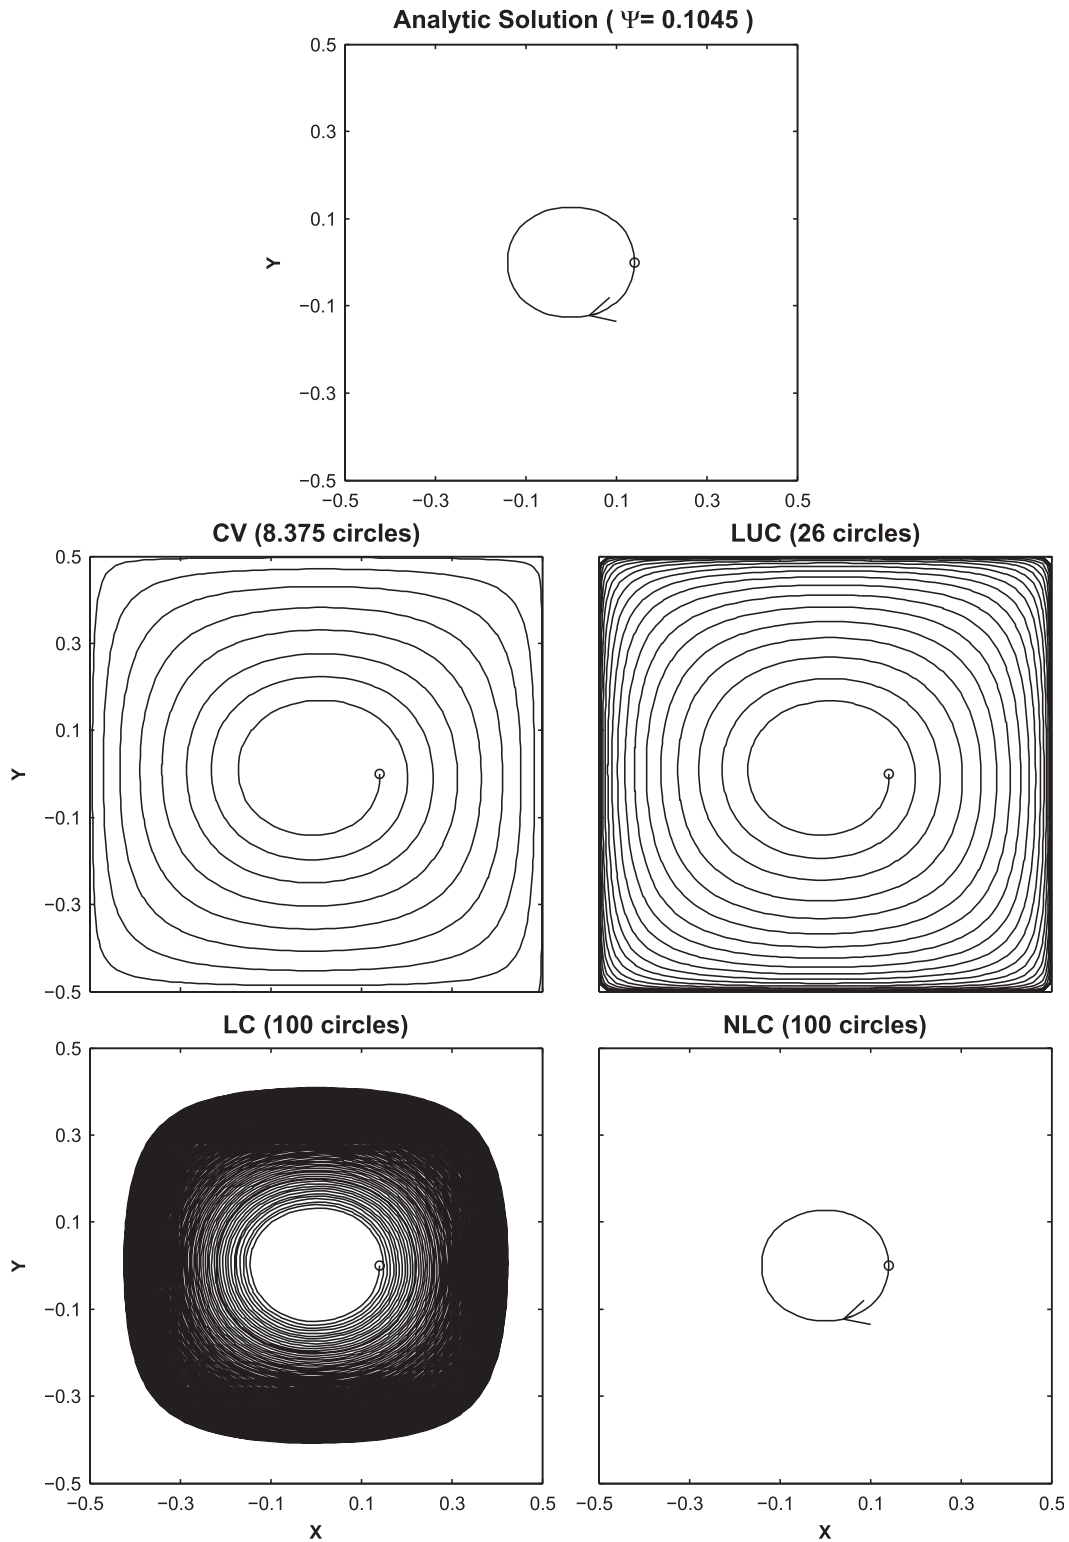 Analytic Solution ( Ψ= 0.1045 )
0.5
0.3
0.1
Y
−0.1
−0.3
−0.5
−0.5 −0.3 −0.1 0.1 0.3 0.5
CV (8.375 circles) LUC (26 circles)
0.5
0.3
0.1
Y
−0.1
−0.3
−0.5
LC (100 circles) NLC (100 circles)
0.5
0.3
0.1
Y
−0.1
−0.3
−0.5
−0.5 −0.3 −0.1 0.1 0.3 0.5 −0.5 −0.3 −0.1 0.1 0.3 0.5
X X